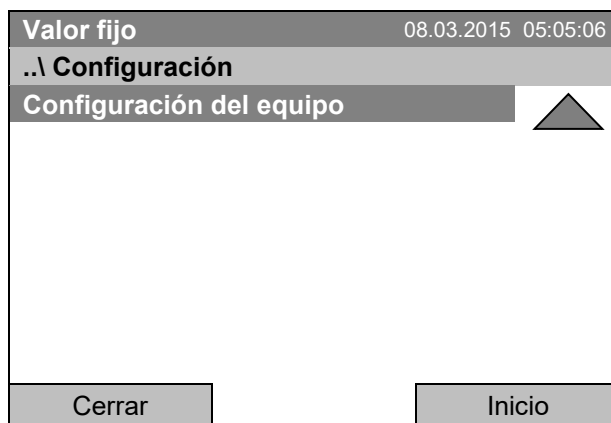 Valor fijo 08.03.2015 05:05:06
..\ Configuración
Configuración del equipo
Cerrar Inicio